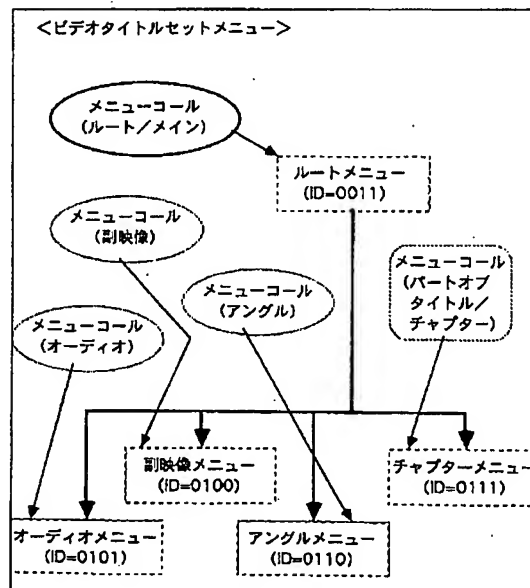 ＜ビデオタイトルセットメニュー＞
メニューコール
(ルート／メイン)
ルートメニュー
(ID=0011)
メニューコール
(副映像)
メニューコール
(オーディオ)
メニューコール
(アングル)
メニューコール
(パートオブ
タイトル／
チャプター)
副映像メニュー
(ID=0100)
チャプターメニュー
(ID=0111)
オーディオメニュー
(ID=0101)
アングルメニュー
(ID=0110)